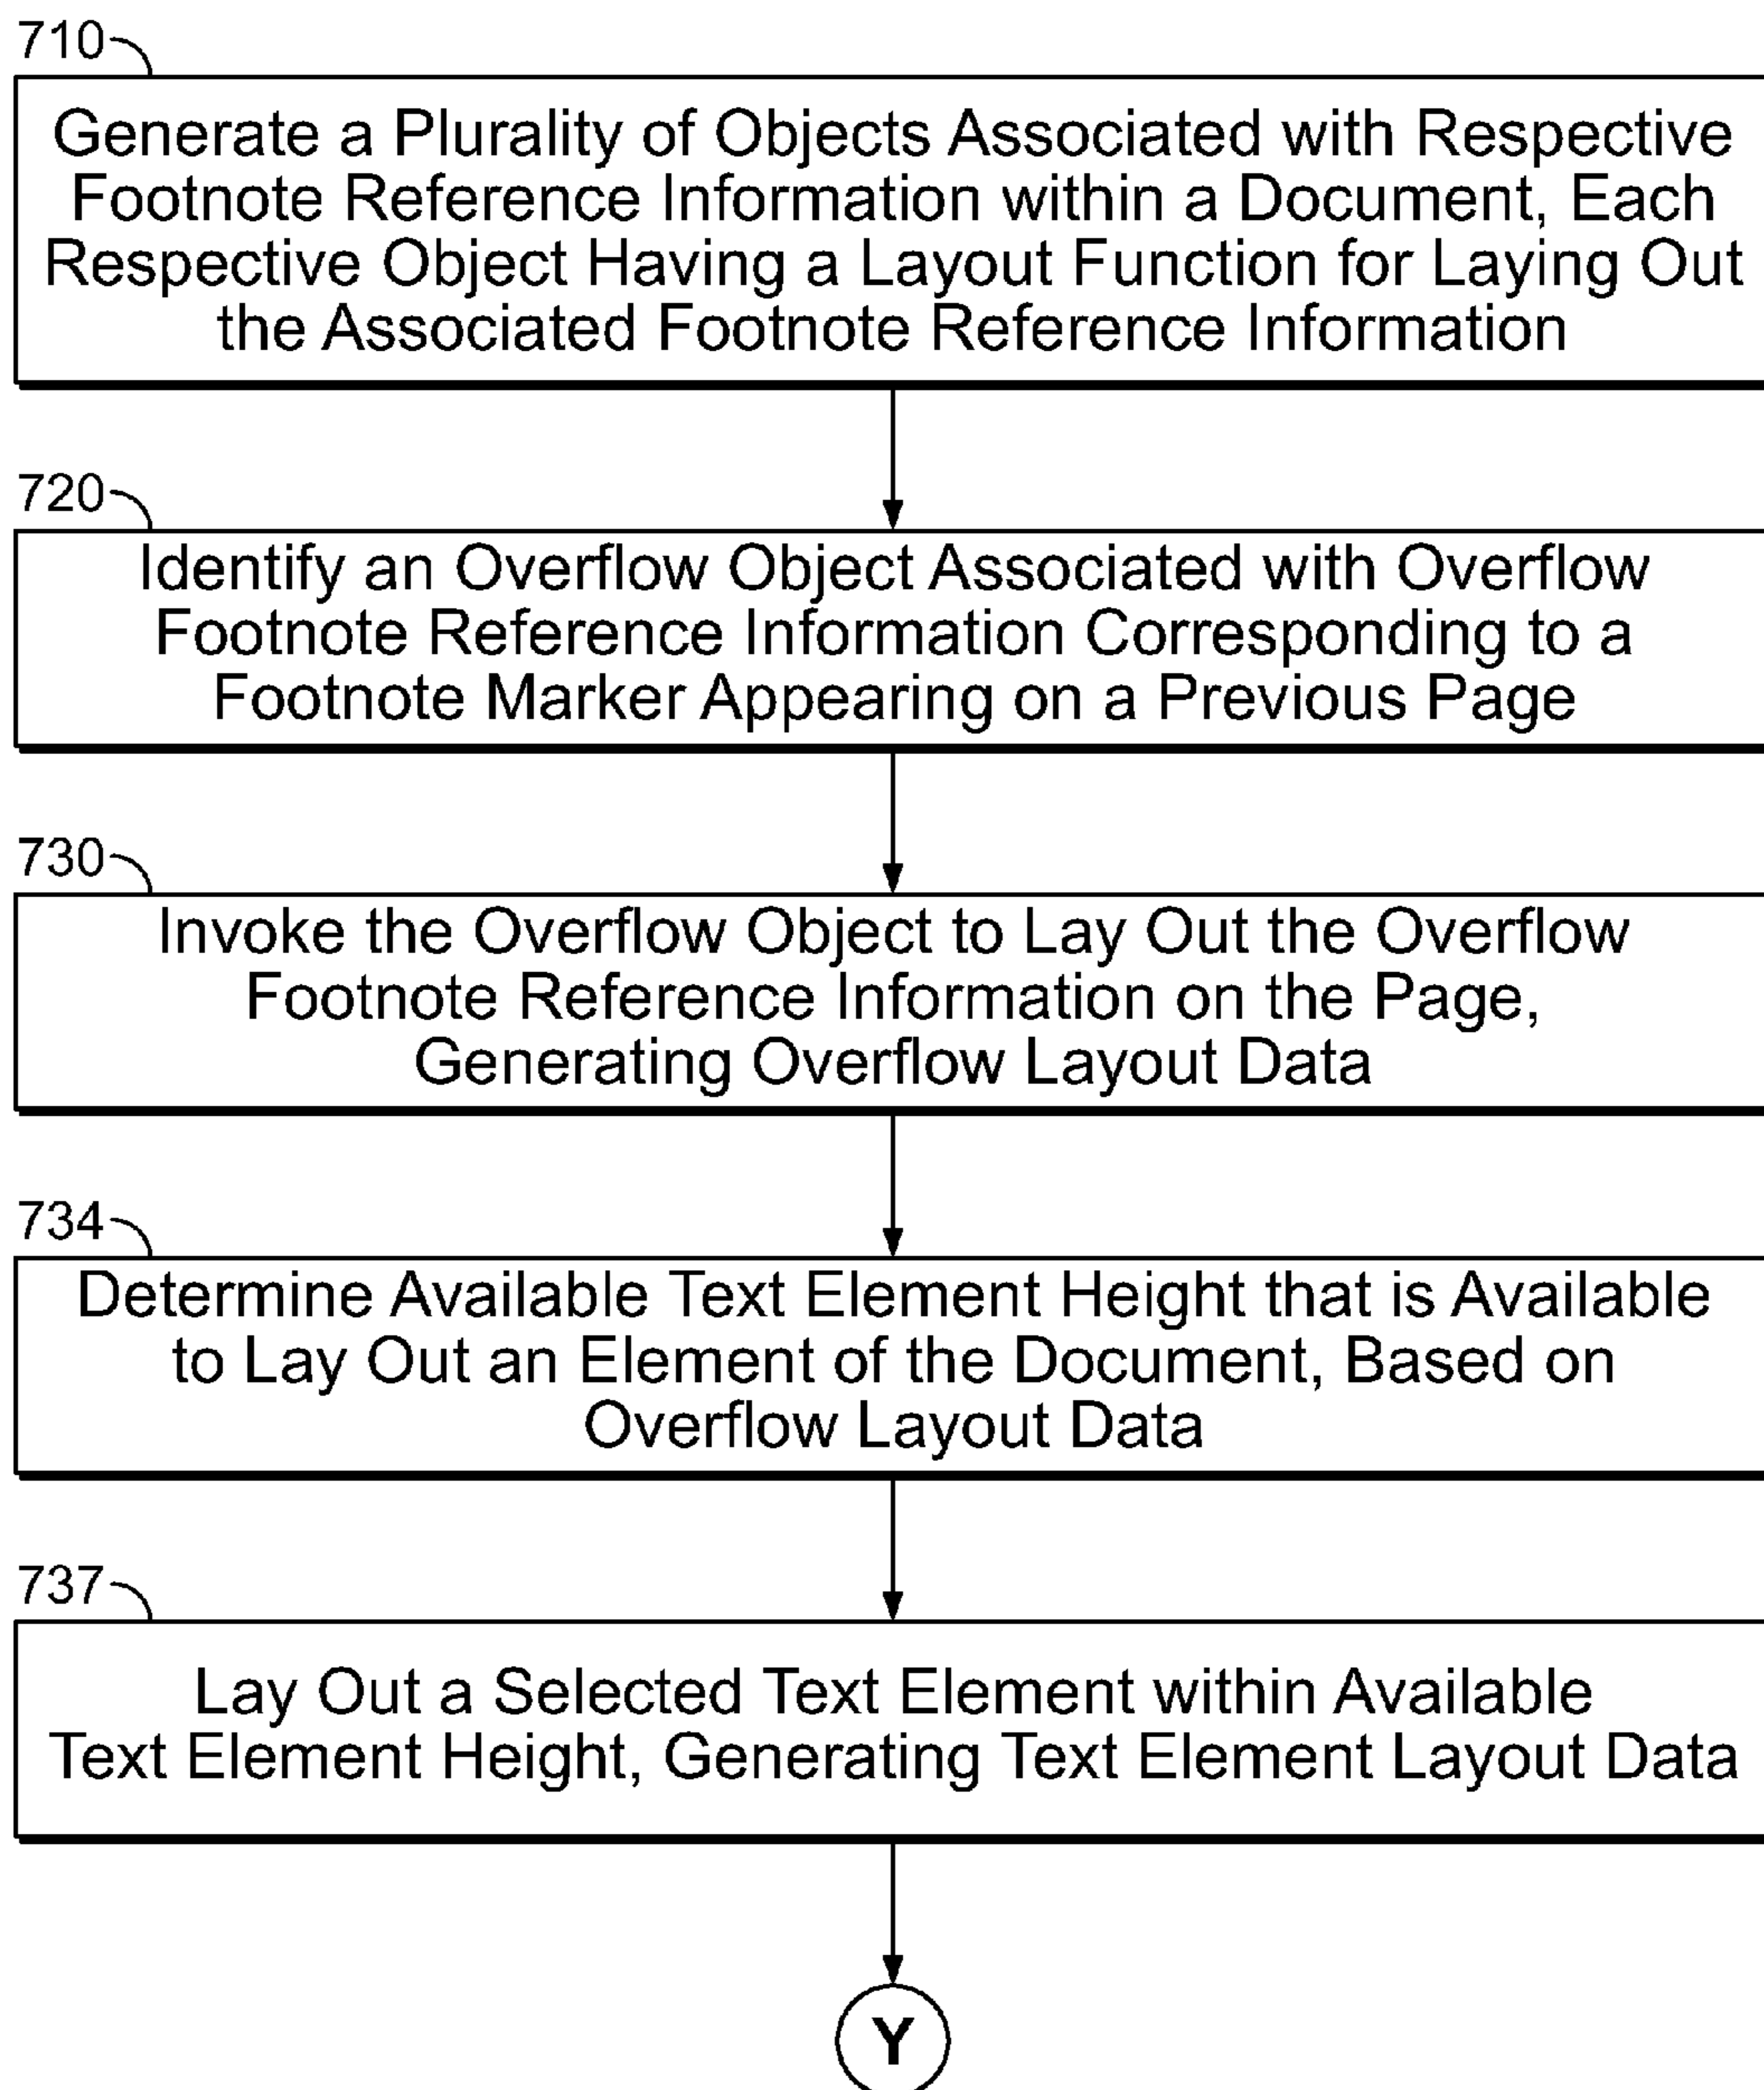 710
Generate a Plurality of Objects Associated with Respective
Footnote Reference Information within a Document, Each
Respective Object Having a Layout Function for Laying Out
the Associated Footnote Reference Information
720
Identify an Overflow Object Associated with Overflow
Footnote Reference Information Corresponding to a
Footnote Marker Appearing on a Previous Page
730
Invoke the Overflow Object to Lay Out the Overflow
Footnote Reference Information on the Page,
Generating Overflow Layout Data
734
Determine Available Text Element Height that is Available
to Lay Out an Element of the Document, Based on
Overflow Layout Data
737
Lay Out a Selected Text Element within Available
Text Element Height, Generating Text Element Layout Data
Y